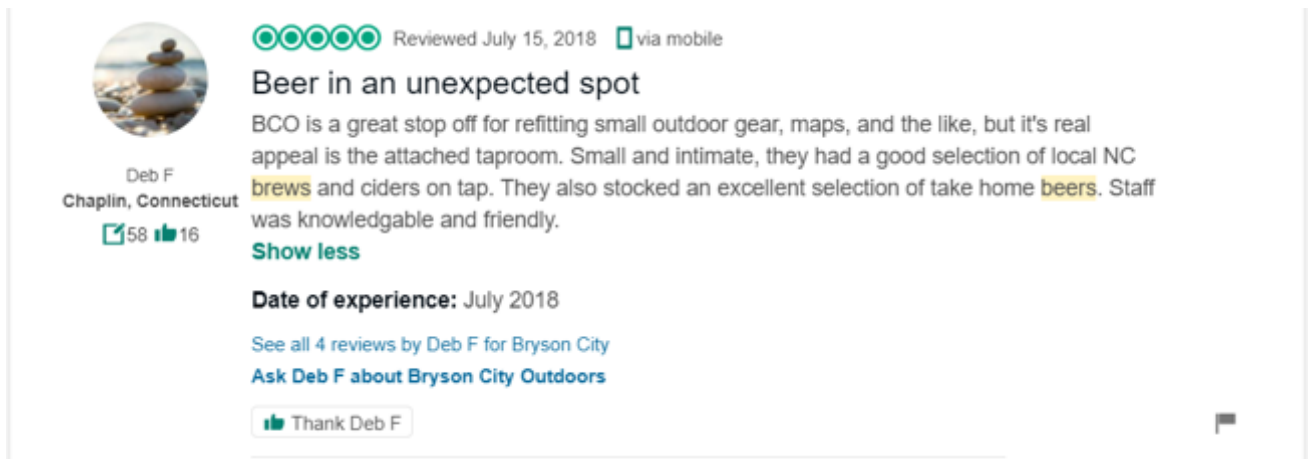 Reviewed July 15, 2018 via mobile
Beer in an unexpected spot
BCO is a great stop off for refitting small outdoor gear, maps, and the like, but it's real
appeal is the attached taproom. Small and intimate, they had a good selection of local NC
brews and ciders on tap. They also stocked an excellent selection of take home beers. Staff
was knowledgable and friendly.
Show less
Deb F
Chaplin, Connecticut
58 16
Date of experience: July 2018
See all 4 reviews by Deb F for Bryson City
Ask Deb F about Bryson City Outdoors
Thank Deb F